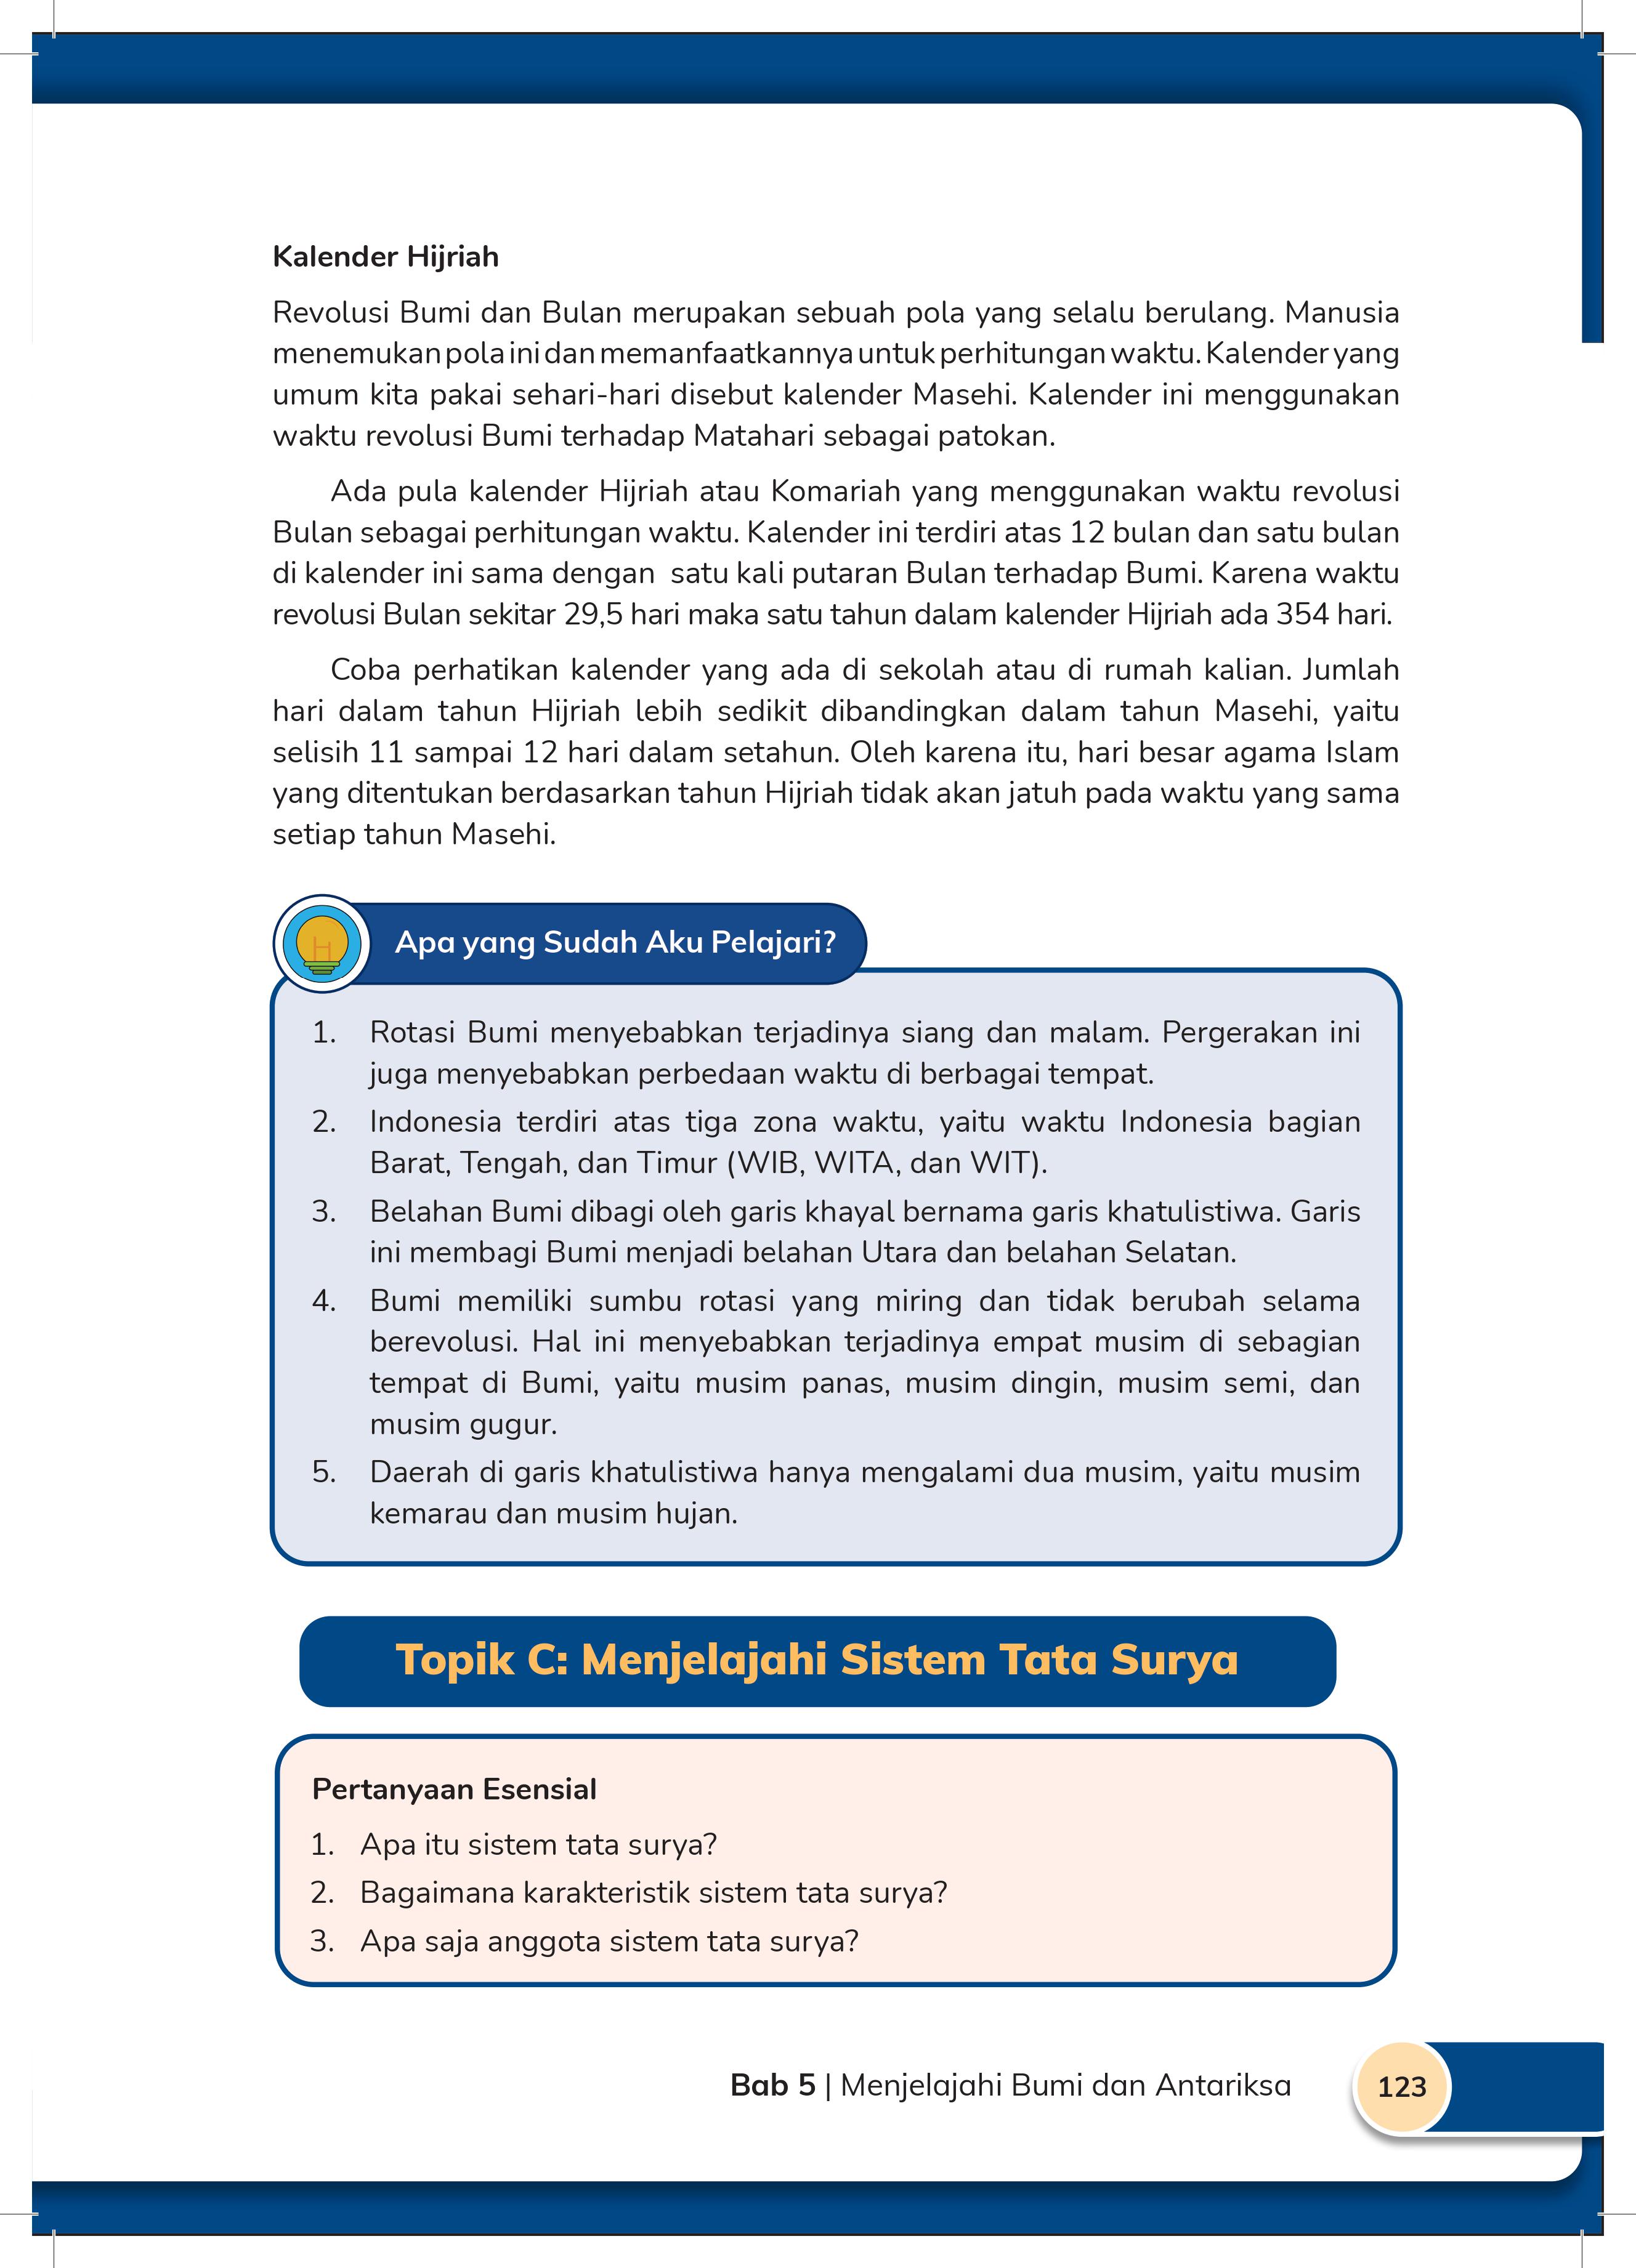 Kalender Hijriah
Revolusi Bumi dan Bulan merupakan sebuah pola yang selalu berulang. Manusia
menemukan pola ini dan memanfaatkannya untuk perhitungan waktu. Kalender yang
umum kita pakai sehari-hari disebut kalender Masehi. Kalender ini menggunakan
waktu revolusi Bumi terhadap Matahari sebagai patokan.
Ada pula kalender Hijriah atau Komariah yang menggunakan waktu revolusi
Bulan sebagai perhitungan waktu. Kalender ini terdiri atas 12 bulan dan satu bulan
di kalender ini sama dengan satu kali putaran Bulan terhadap Bumi. Karena waktu
revolusi Bulan sekitar 29,5 hari maka satu tahun dalam kalender Hijriah ada 354 hari.
Coba perhatikan kalender yang ada di sekolah atau di rumah kalian. Jumlah
hari dalam tahun Hijriah lebih sedikit dibandingkan dalam tahun Masehi, yaitu
selisih 11 sampai 12 hari dalam setahun. Oleh karena itu, hari besar agama Islam
yang ditentukan berdasarkan tahun Hijriah tidak akan jatuh pada waktu yang sama
setiap tahun Masehi.
Apa yang Sudah Aku Pelajari?
1. Rotasi Bumi menyebabkan terjadinya siang dan malam. Pergerakan ini
juga menyebabkan perbedaan waktu di berbagai tempat.
2. Indonesia terdiri atas tiga zona waktu, yaitu waktu Indonesia bagian
Barat, Tengah, dan Timur (WIB, WITA, dan WIT).
3. Belahan Bumi dibagi oleh garis khayal bernama garis khatulistiwa. Garis
ini membagi Bumi menjadi belahan Utara dan belahan Selatan.
4. Bumi memiliki sumbu rotasi yang miring dan tidak berubah selama
berevolusi. Hal ini menyebabkan terjadinya empat musim di sebagian
tempat di Bumi, yaitu musim panas, musim dingin, musim semi, dan
musim gugur.
5. Daerah di garis khatulistiwa hanya mengalami dua musim, yaitu musim
kemarau dan musim hujan.
Topik C: Menjelajahi Sistem Tata Surya
Pertanyaan Esensial
1. Apa itu sistem tata surya?
2. Bagaimana karakteristik sistem tata surya?
3. Apa saja anggota sistem tata surya?
Bab 5 | Menjelajahi Bumi dan Antariksa
123